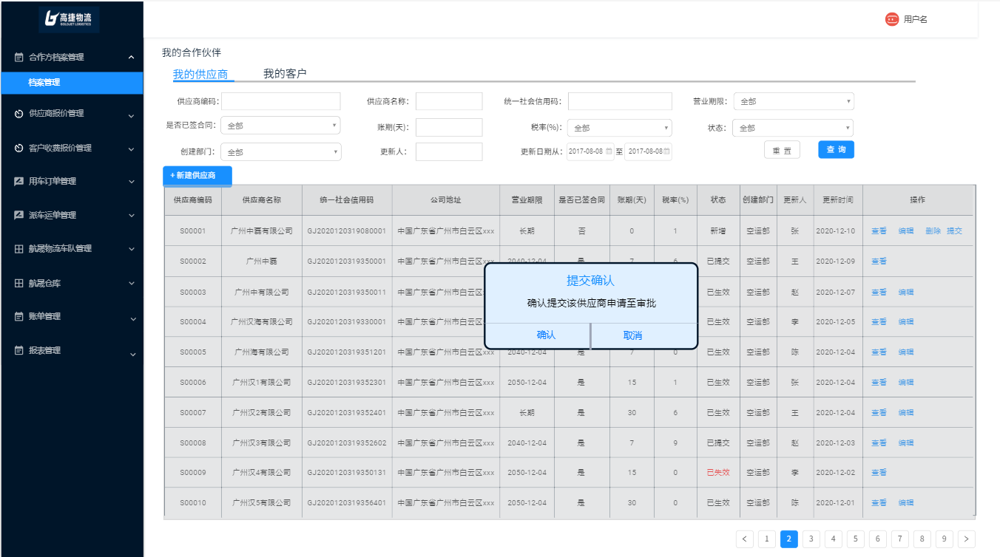 高捷物流
GOLDJET LOGISTICS
用户名
合作方档案管理
档案管理
供应商报价管理
客户收费报价管理
用车订单管理
派车运单管理
航晟物流车队管理
航晟仓库
账单管理
报表管理
我的合作伙伴
我的供应商 我的客户
供应商编码: 供应商名称: 统一社会信用码: 营业期限: 全部
是否已签合同: 全部 账期(天): 税率(%): 全部 状态: 全部
创建部门: 全部 更新人: 更新日期从: 2017-08-08 至 2017-08-08 重 置 查 询
+ 新建供应商
供应商编码 供应商名称 统一社会信用码 公司地址 营业期限 是否已签合同 账期(天) 税率(%) 状态 创建部门 更新人 更新时间 操作
S00001 广州中磊有限公司 GJ2020120319080001 中国广东省广州市白云区xxx 长期 否 0 1 新增 空运部 张 2020-12-10 查看 编辑 删除 提交
S00002 广州中磊 GJ2020120319350001 中国广东省广州市白云区xxx 2040-12-04 是 7 6 已提交 空运部 王 2020-12-09 查看
S00003 广州中有限公司 GJ2020120319350011 中国广东省广州市白云区 已生效 空运部 赵 2020-12-07 查看 编辑
S00004 广州汉海有限公司 GJ2020120319330001 中国广东省广州市白云区 已生效 空运部 李 2020-12-05 查看 编辑
S00005 广州海有限公司 GJ2020120319351201 中国广东省广州市白云区xxx 2040-12-04 是 7 0 已生效 空运部 陈 2020-12-04 查看 编辑
S00006 广州汉1有限公司 GJ2020120319352301 中国广东省广州市白云区xxx 2050-12-04 是 15 1 已生效 空运部 张 2020-12-04 查看 编辑
S00007 广州汉2有限公司 GJ2020120319352401 中国广东省广州市白云区xxx 长期 是 30 6 已生效 空运部 王 2020-12-04 查看 编辑
S00008 广州汉3有限公司 GJ2020120319352602 中国广东省广州市白云区xxx 2040-12-04 是 7 9 已提交 空运部 赵 2020-12-03 查看 编辑
S00009 广州汉4有限公司 GJ2020120319350131 中国广东省广州市白云区xxx 2050-12-04 是 15 0 已失效 空运部 李 2020-12-02 查看
S00010 广州汉5有限公司 GJ2020120319356401 中国广东省广州市白云区xxx 2050-12-04 是 30 0 已生效 空运部 陈 2020-12-01 查看 编辑
提交确认
确认提交该供应商申请至审批
确认 取消
< 1 2 3 4 5 6 7 8 9 >